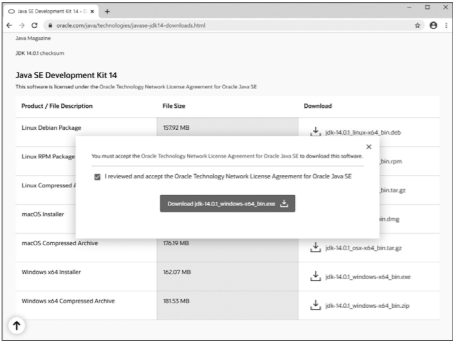 Java SE Development Kit 14 - D
oracle.com/java/technologies/javase-jdk14-downloads.html
Java Magazine
JDK 14.0.1 checksum
Java SE Development Kit 14
This software is licensed under the Oracle Technology Network License Agreement for Oracle Java SE
Product / File Description File Size Download
Linux Debian Package 157.92 MB jdk-14.0.1_linux-x64_bin.deb
Linux RPM Package bin.rpm
You must accept the Oracle Technology Network License Agreement for Oracle Java SE to download this software.
I reviewed and accept the Oracle Technology Network License Agreement for Oracle Java SE
Linux Compressed A bin.tar.gz
Download jdk-14.0.1_windows-x64_bin.exe
macOS Installer bin.dmg
macOS Compressed Archive 176.19 MB jdk-14.0.1_osx-x64_bin.tar.gz
Windows x64 Installer 162.07 MB jdk-14.0.1_windows-x64_bin.exe
Windows x64 Compressed Archive 181.53 MB jdk-14.0.1_windows-x64_bin.zip